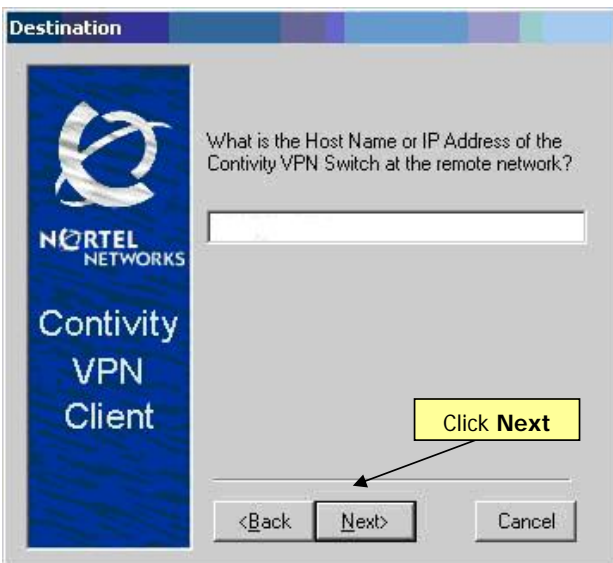 Destination
What is the Host Name or IP Address of the
Contivity VPN Switch at the remote network?
NORTEL
NETWORKS
Contivity
VPN
Client
Click Next
<Back
Next>
Cancel